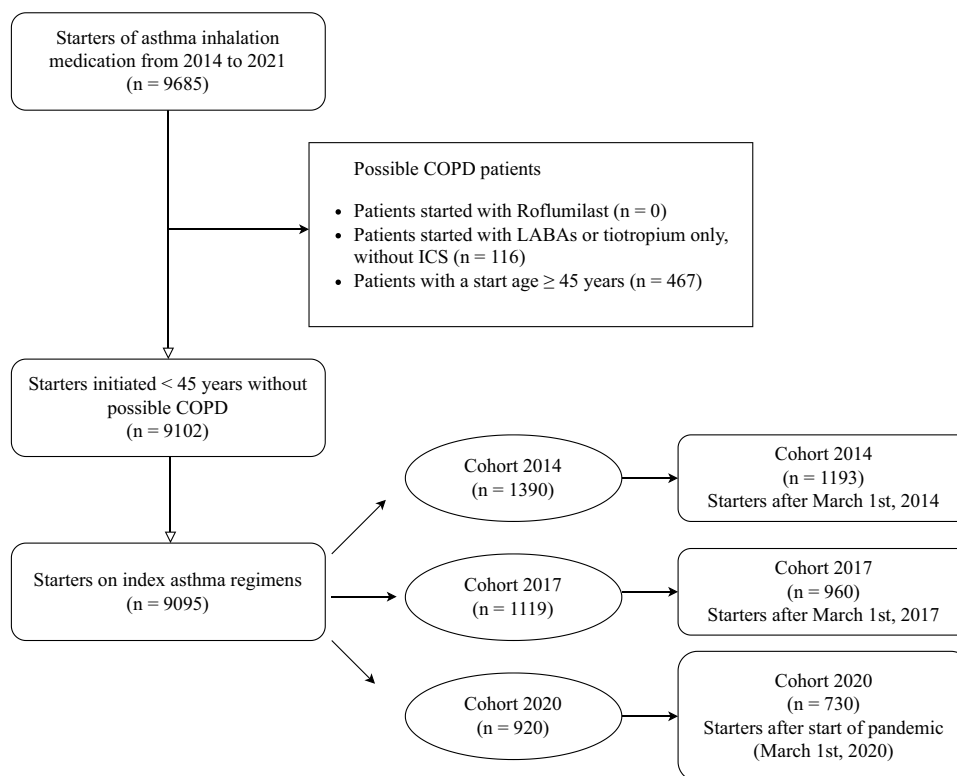 Starters of asthma inhalation
medication from 2014 to 2021
(n = 9685)
Possible COPD patients
• Patients started with Roflumilast (n = 0)
• Patients started with LABAs or tiotropium only,
without ICS (n = 116)
• Patients with a start age ≥ 45 years (n = 467)
Starters initiated < 45 years without
possible COPD
(n = 9102)
Starters on index asthma regimens
(n = 9095)
Cohort 2014
(n = 1390)
Cohort 2014
(n = 1193)
Starters after March 1st, 2014
Cohort 2017
(n = 1119)
Cohort 2017
(n = 960)
Starters after March 1st, 2017
Cohort 2020
(n = 920)
Cohort 2020
(n = 730)
Starters after start of pandemic
(March 1st, 2020)